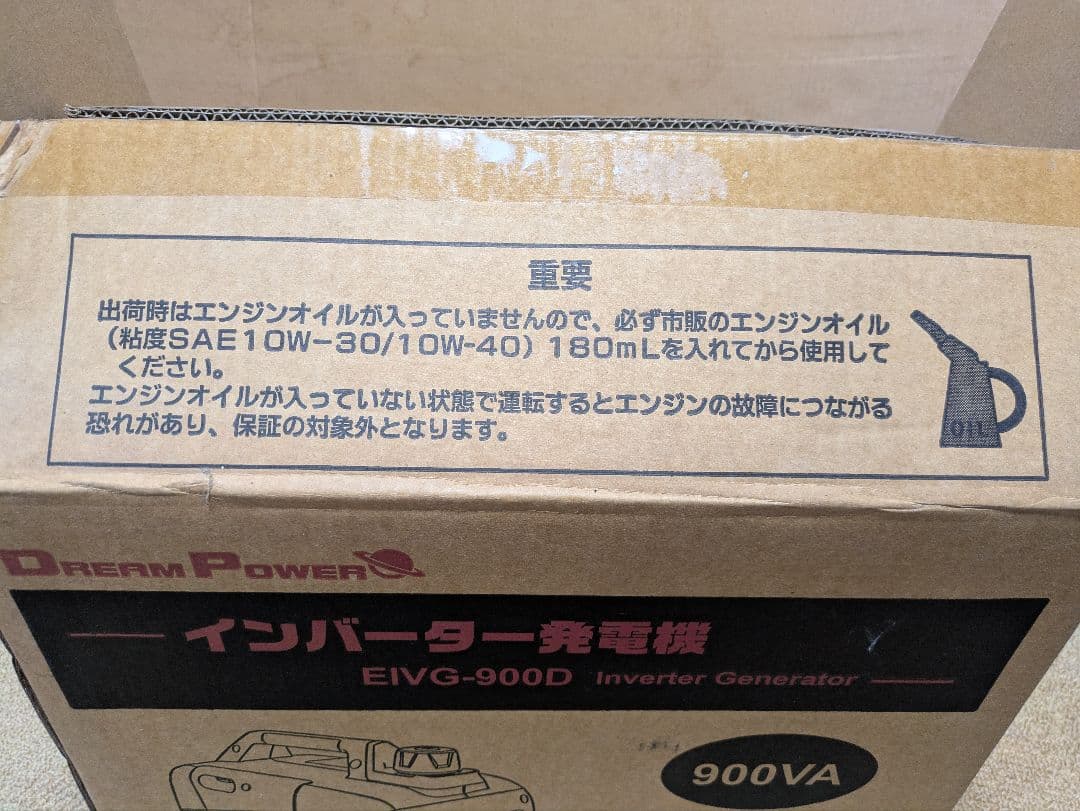 重要
出荷時はエンジンオイルが入っていませんので、必ず市販のエンジンオイル
（粘度SAE10W−30/10W-40）180mLを入れてから使用して
ください。
エンジンオイルが入っていない状態で運転するとエンジンの故障につながる
恐れがあり、保証の対象外となります。
OIL
DREAM POWER
インバーター発電機
EIVG-900D Inverter Generator
900VA